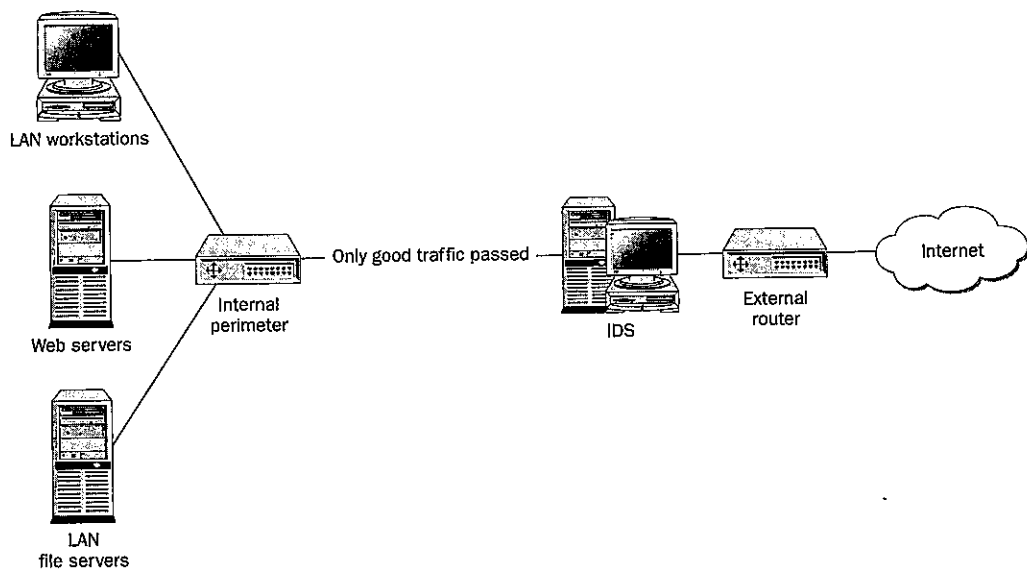 LAN workstations
Web servers
LAN
file servers
Internal
perimeter
Only good traffic passed
IDS
External
router
Internet